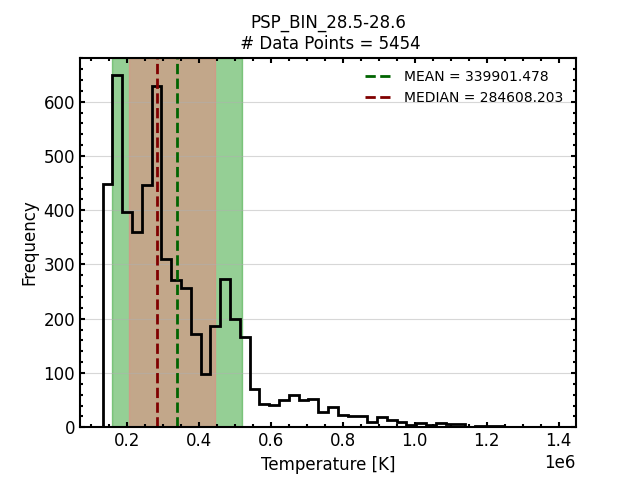 PSP_BIN_28.5-28.6
# Data Points = 5454
MEAN = 339901.478
MEDIAN = 284608.203
Frequency
600
500
400
300
200
100
0
0.2 0.4 0.6 0.8 1.0 1.2 1.4
1e6
Temperature [K]